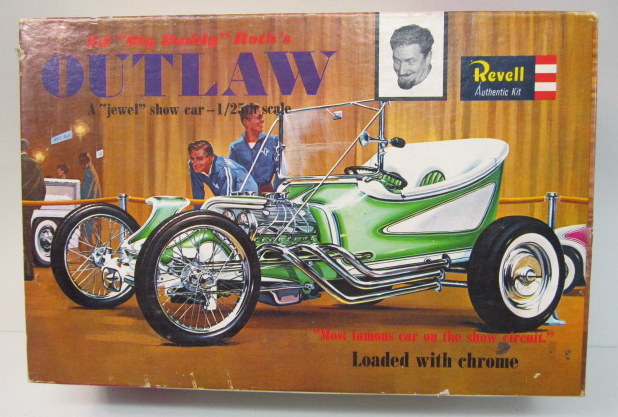 Ed "Big Daddy" Roth's
OUTLAW
A "jewel" show car—1/25th scale
Revell
Authentic Kit
"Most famous car on the show circuit."
Loaded with chrome